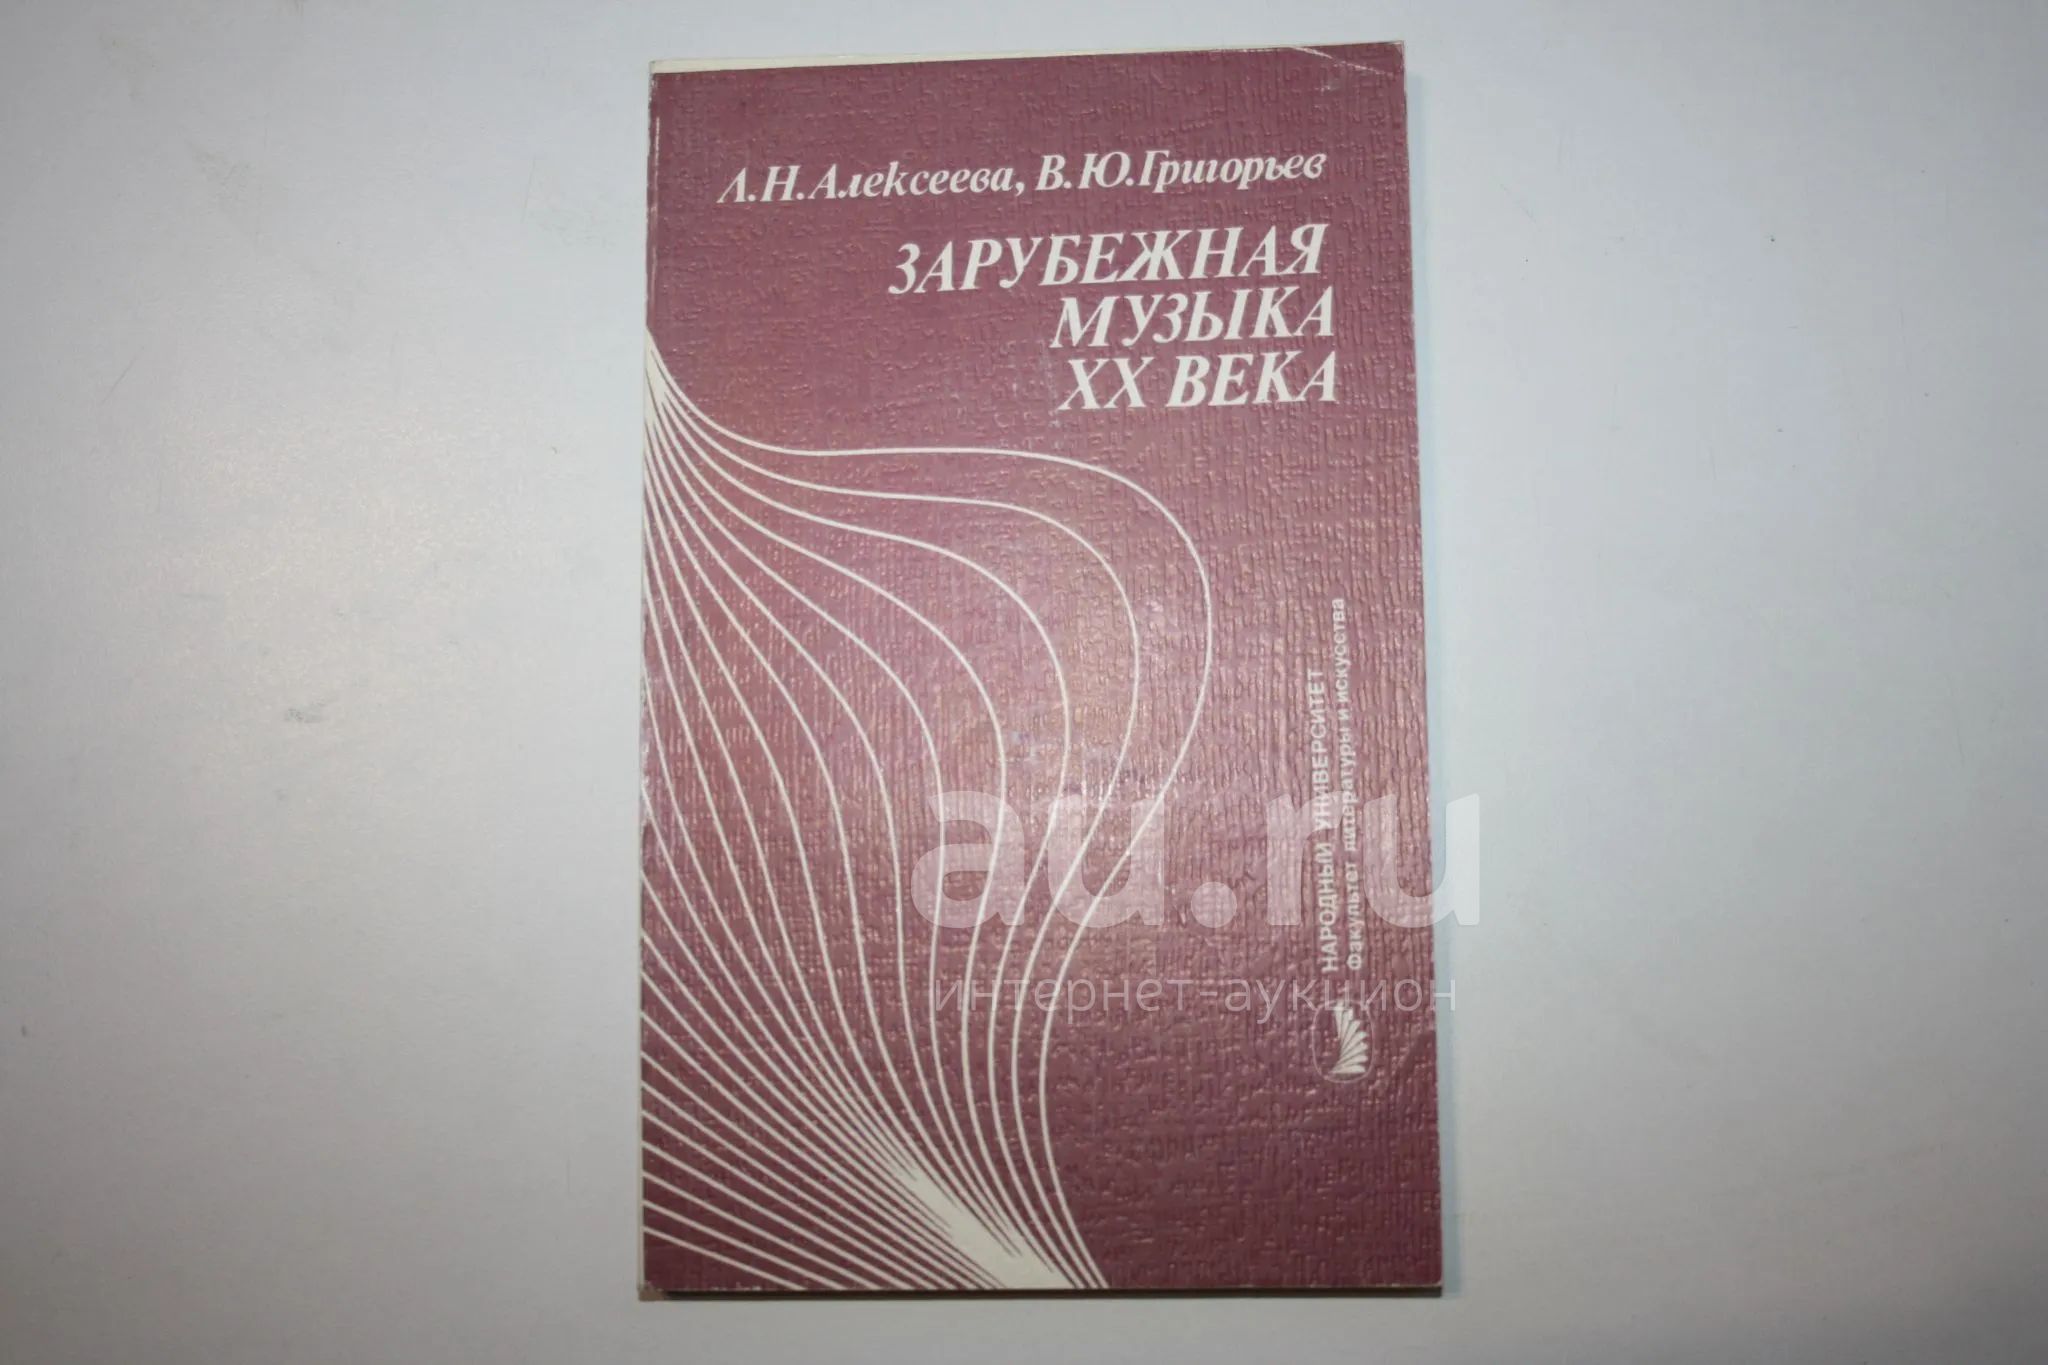 Л.Н.Алексеева, В.Ю.Григорьев
ЗАРУБЕЖНАЯ
МУЗЫКА
XX ВЕКА
НАРОДНЫЙ УНИВЕРСИТЕТ
Факультет литературы и искусства
au.ru
интернет-аукцион